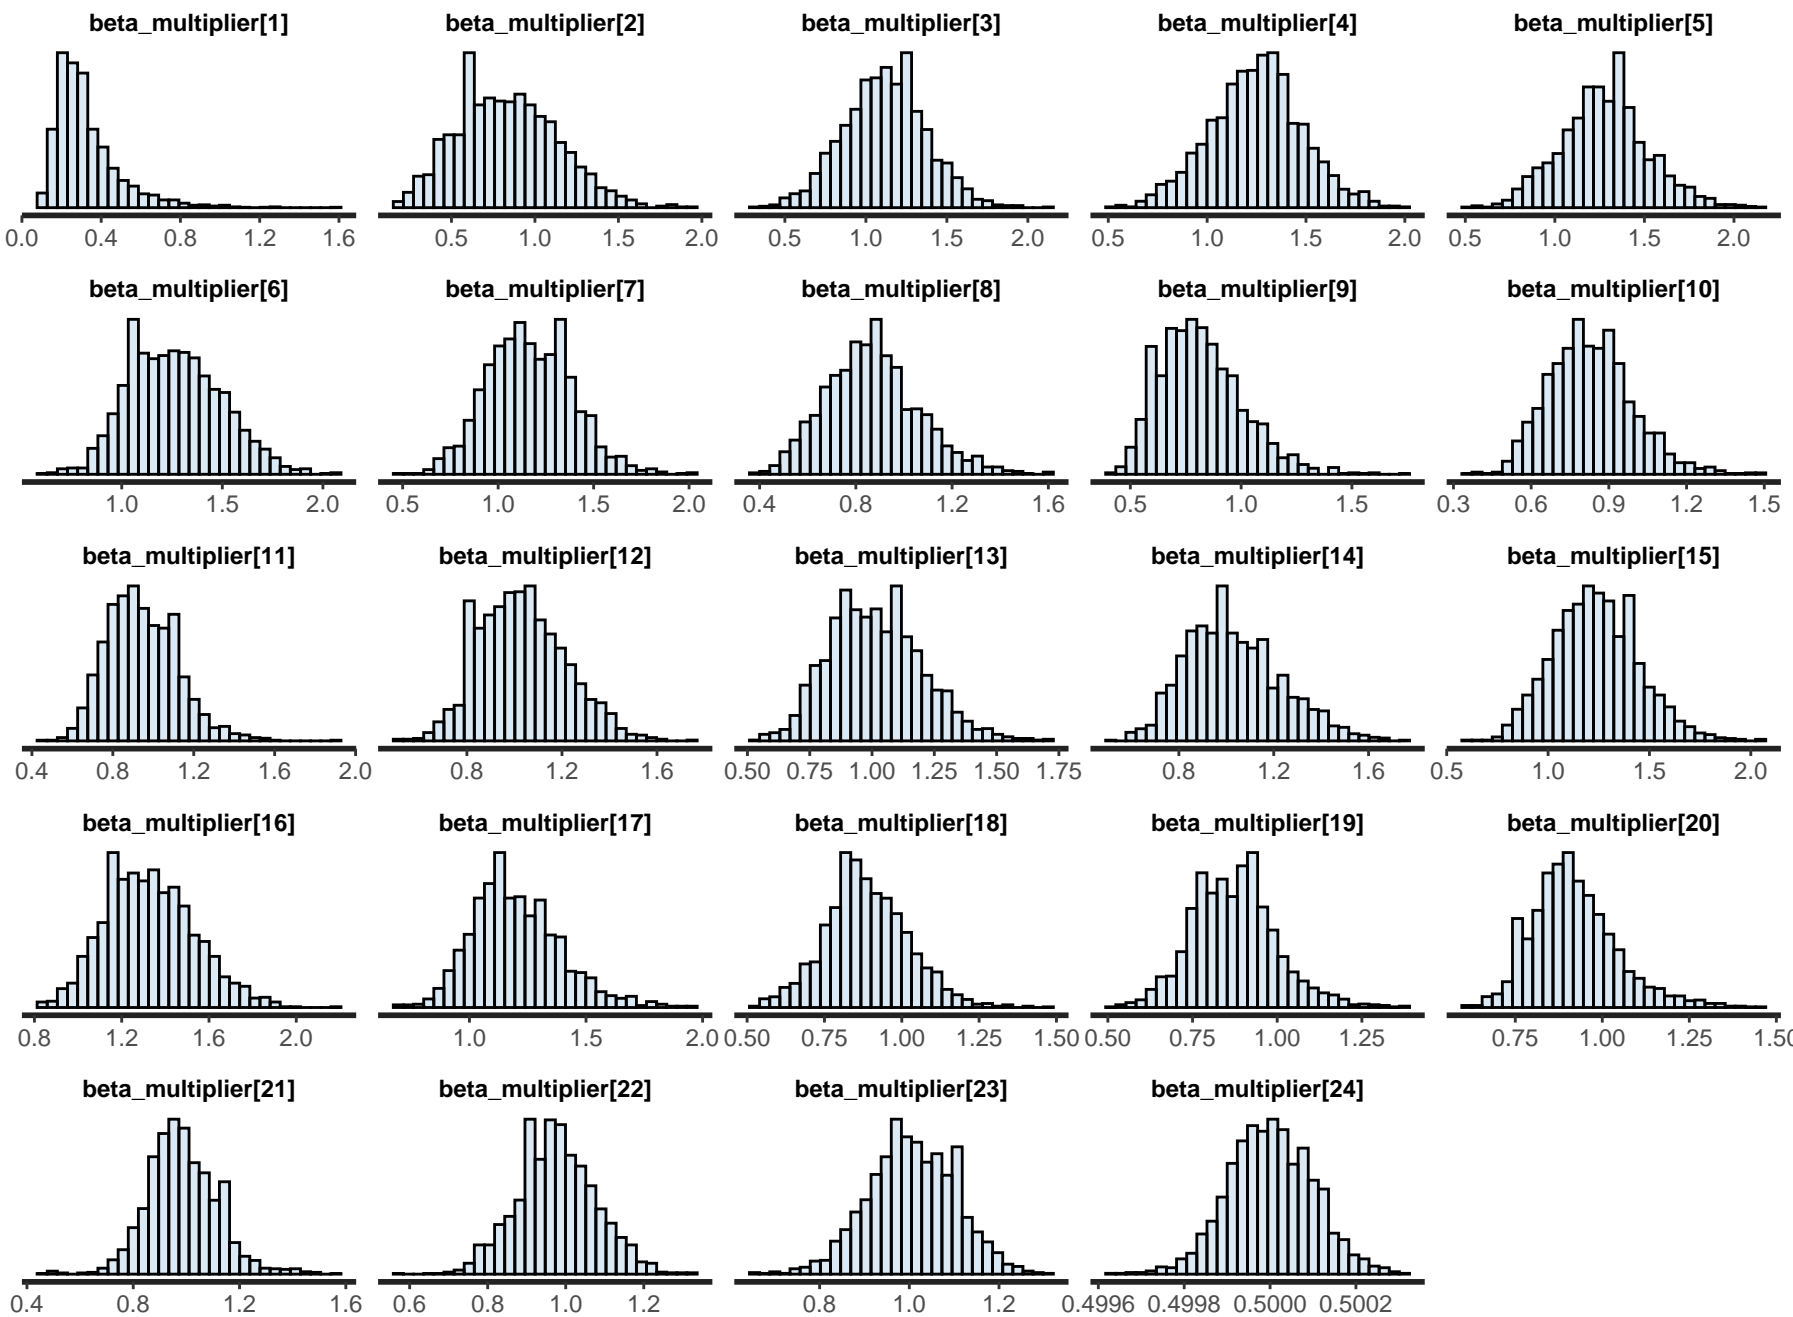 beta_multiplier[1] beta_multiplier[2] beta_multiplier[3] beta_multiplier[4] beta_multiplier[5]
0.0 0.4 0.8 1.2 1.6 0.5 1.0 1.5 2.0 0.5 1.0 1.5 2.0 0.5 1.0 1.5 2.0 0.5 1.0 1.5 2.0
beta_multiplier[6] beta_multiplier[7] beta_multiplier[8] beta_multiplier[9] beta_multiplier[10]
1.0 1.5 2.0 0.5 1.0 1.5 2.0 0.4 0.8 1.2 1.6 0.5 1.0 1.5 0.3 0.6 0.9 1.2 1.5
beta_multiplier[11] beta_multiplier[12] beta_multiplier[13] beta_multiplier[14] beta_multiplier[15]
0.4 0.8 1.2 1.6 2.0 0.8 1.2 1.6 0.50 0.75 1.00 1.25 1.50 1.75 0.8 1.2 1.6 0.5 1.0 1.5 2.0
beta_multiplier[16] beta_multiplier[17] beta_multiplier[18] beta_multiplier[19] beta_multiplier[20]
0.8 1.2 1.6 2.0 1.0 1.5 2.0 0.50 0.75 1.00 1.25 1.50 0.50 0.75 1.00 1.25 0.75 1.00 1.25 1.50
beta_multiplier[21] beta_multiplier[22] beta_multiplier[23] beta_multiplier[24]
0.4 0.8 1.2 1.6 0.6 0.8 1.0 1.2 0.8 1.0 1.2 0.4996 0.4998 0.5000 0.5002